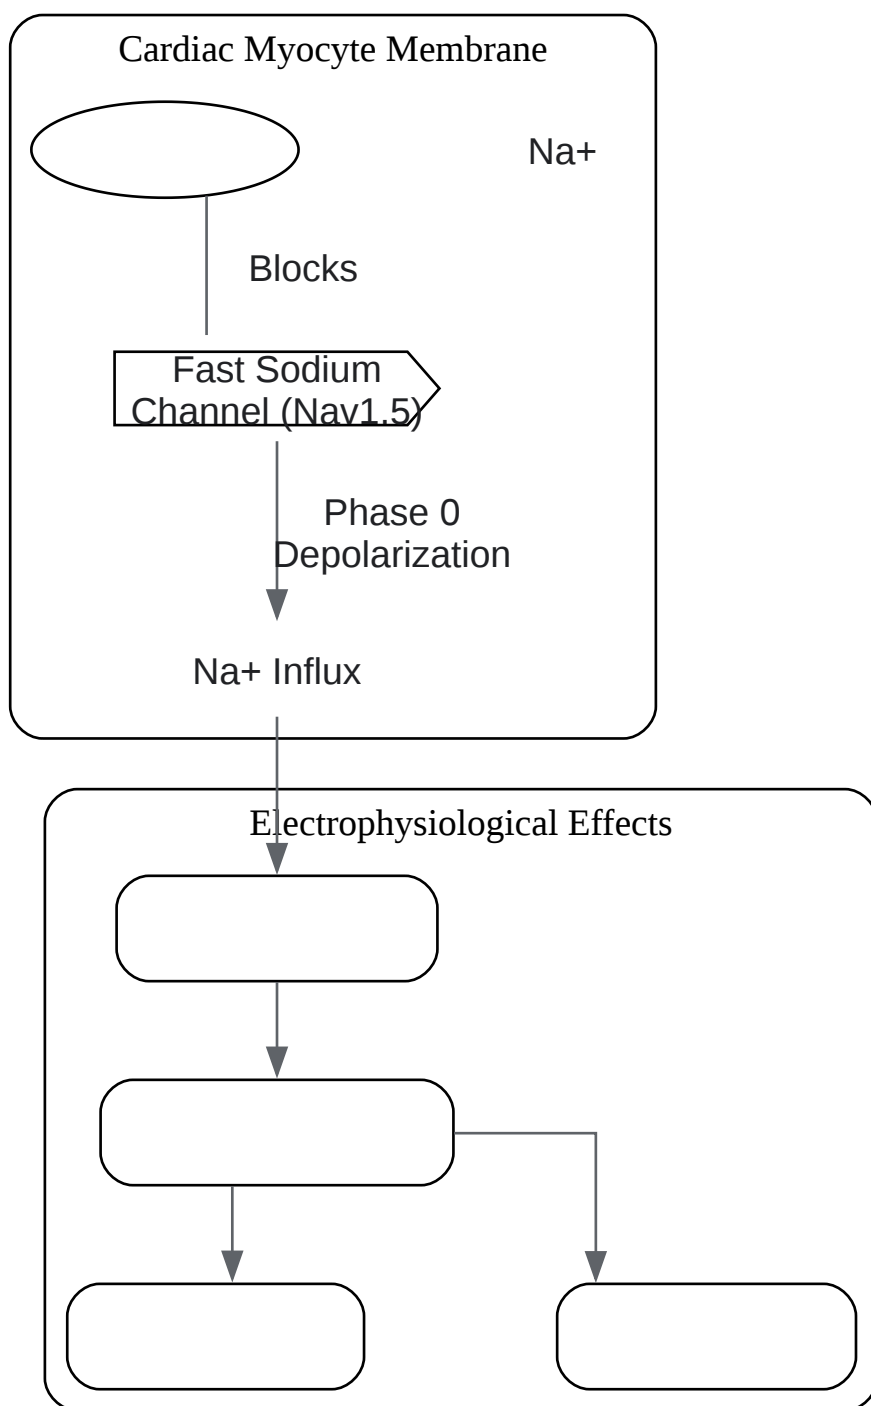 Cardiac Myocyte Membrane
Na+
Blocks
Fast Sodium
Channel (Nav1.5)
Phase 0
Depolarization
Na+ Influx
Electrophysiological Effects